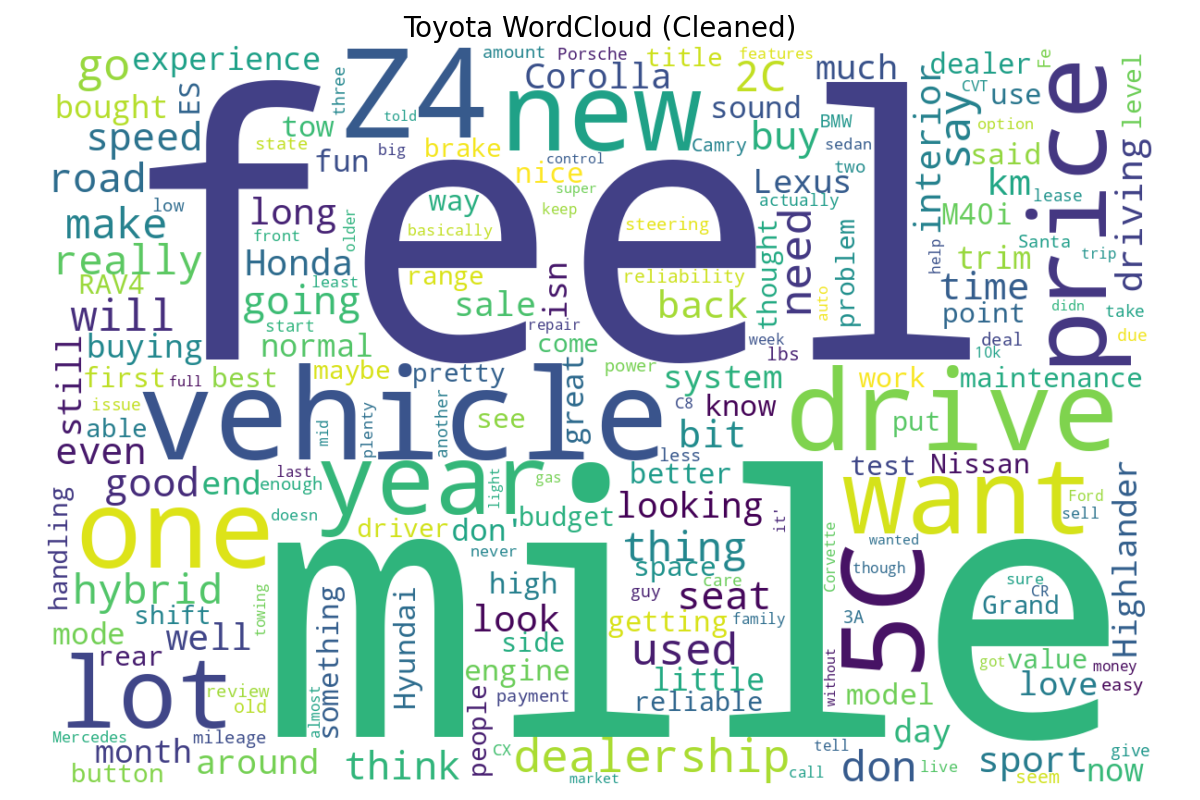 Toyota WordCloud (Cleaned)
go experience three Z4 told amount Porsche title features much dealer Fe
bought ES tow Corolla new 2C sound buy BMW interior say CVT use price level
speed state fun big brake nice control Camry sedan two option said driving
road low long feel way super keep steering Lexus actually km lease
make front older basically thought need problem M40i Santa trip
really Honda range isn reliability auto help trim time didn take
RAV4 going least sale back point due
will start normal come repair week lbs deal 10k
buying still first full best maybe pretty great power system work maintenance
issue able vehicle mid plenty another see C8 know drive put
even less bit test Nissan
good last end enough year light gas better looking want Ford sell
handling one doesn driver don' never budget it' Corvette wanted Highlander
hybrid towing mile high thing space care seat 5C though sure CR
shift something Hyundai look guy family 3A Grand
mode well side getting
lot rear engine used without got value money
review old almost people payment little reliable model love easy
Mercedes month mileage day
button around think CX dealership market call tell don live sport seem now give